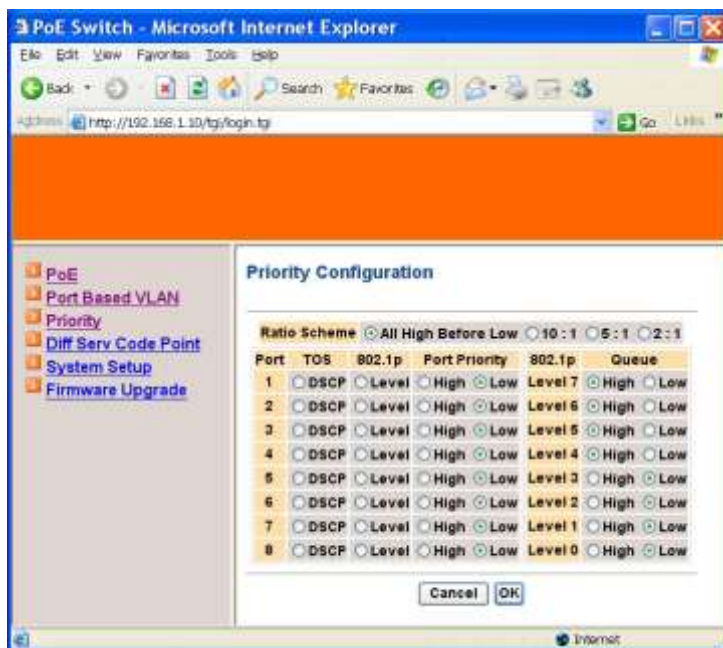 PoE Switch - Microsoft Internet Explorer
File Edit View Favorites Tools Help
Back Search Favorites
Address http://192.168.1.10/tgi/login.tgi Go Links »
PoE
Port Based VLAN
Priority
Diff Serv Code Point
System Setup
Firmware Upgrade
Priority Configuration
Ratio Scheme All High Before Low 10 : 1 5 : 1 2 : 1
Port TOS 802.1p Port Priority 802.1p Queue
1 DSCP Level High Low Level 7 High Low
2 DSCP Level High Low Level 6 High Low
3 DSCP Level High Low Level 5 High Low
4 DSCP Level High Low Level 4 High Low
5 DSCP Level High Low Level 3 High Low
6 DSCP Level High Low Level 2 High Low
7 DSCP Level High Low Level 1 High Low
8 DSCP Level High Low Level 0 High Low
Cancel OK
Internet